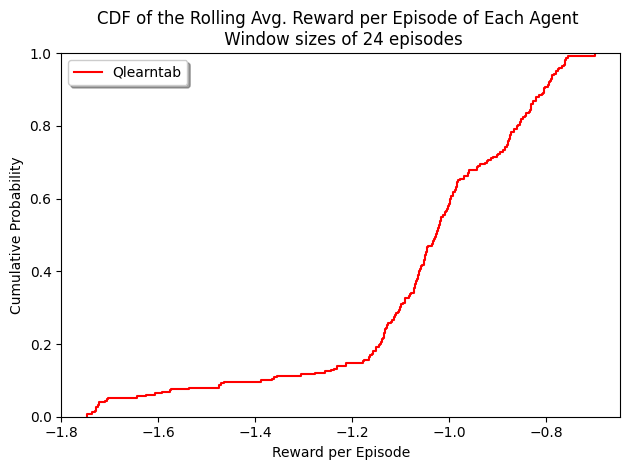 CDF of the Rolling Avg. Reward per Episode of Each Agent
Window sizes of 24 episodes
Qlearntab
Cumulative Probability
1.0
0.8
0.6
0.4
0.2
0.0
−1.8 −1.6 −1.4 −1.2 −1.0 −0.8
Reward per Episode